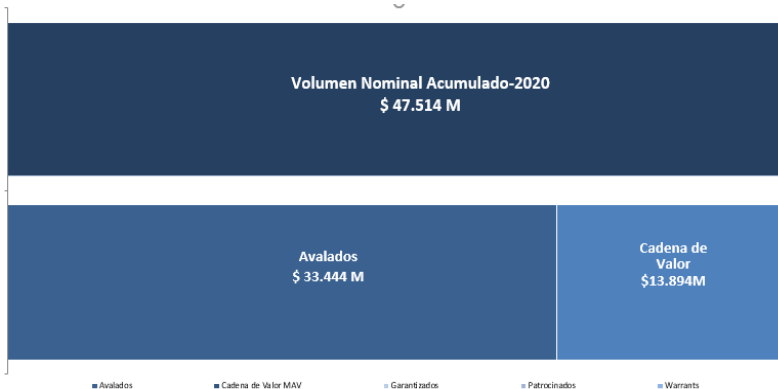 Volumen Nominal Acumulado-2020
$ 47.514 M
Avalados
$ 33.444 M
Cadena de
Valor
$13.894M
Avalados
Cadena de Valor MAV
Garantizados
Patrocinados
Warrants